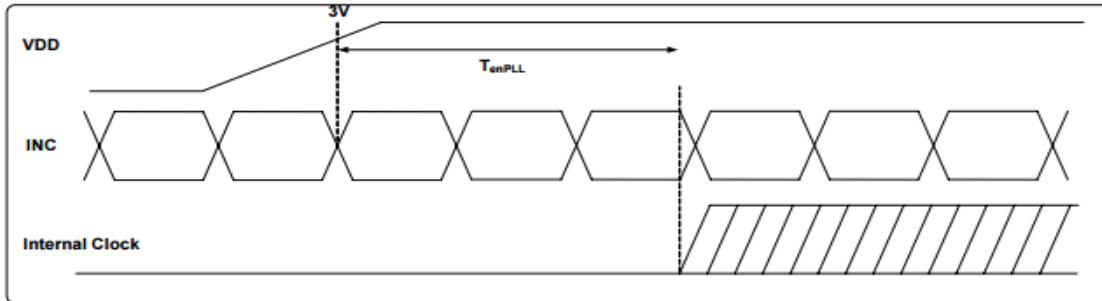 3V
VDD
TenPLL
INC
Internal Clock